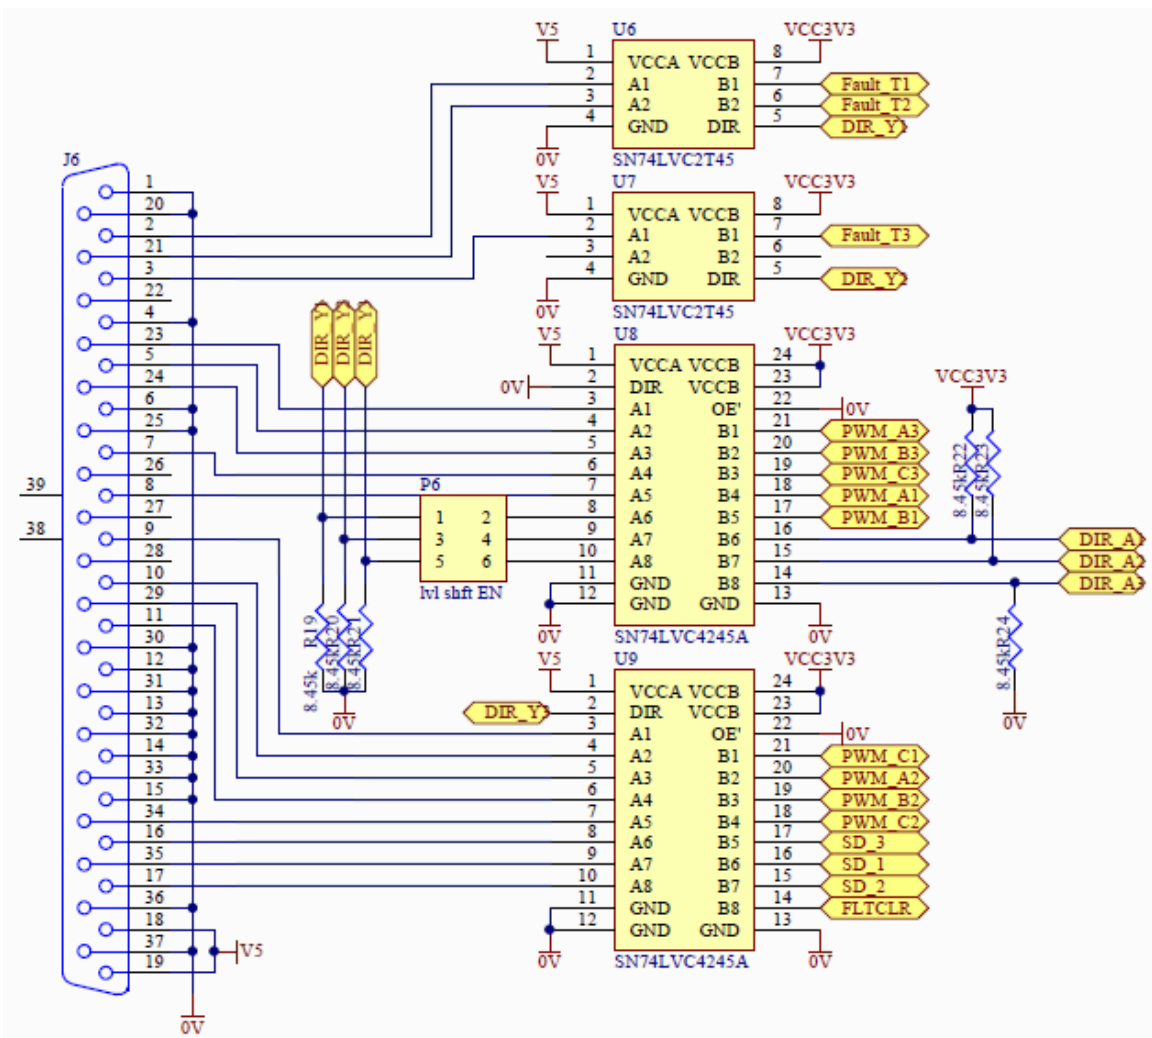 U6
V5
VCC3V3
1 VCCA VCCB 8
2 A1 B1 7 Fault_T1
3 A2 B2 6 Fault_T2
4 GND DIR 5 DIR_Y
0V
SN74LVC2T45
U7
V5
VCC3V3
1 VCCA VCCB 8
2 A1 B1 7 Fault_T3
3 A2 B2 6
4 GND DIR 5 DIR_Y
0V
SN74LVC2T45
J6
1
20
2
21
3
22
4
23
5
24
6
25
7
26
8
27
9
28
10
29
11
30
12
31
13
32
14
33
15
34
16
35
17
36
18
37
19
39
38
V5
0V
DIR_Y
DIR_Y
DIR_Y
P6
1 2
3 4
5 6
lvl shft EN
R19
8.45k
R20
8.45k
R21
8.45k
0V
U8
V5
VCC3V3
1 VCCA VCCB 24
0V 2 DIR VCCB 23
3 A1 OE' 22 0V
4 A2 B1 21 PWM_A3
5 A3 B2 20 PWM_B3
6 A4 B3 19 PWM_C3
7 A5 B4 18 PWM_A1
8 A6 B5 17 PWM_B1
9 A7 B6 16 DIR_A
10 A8 B7 15 DIR_A
11 GND B8 14 DIR_A
12 GND GND 13
0V
0V
SN74LVC4245A
VCC3V3
R22
8.45k
R23
8.45k
R24
8.45k
0V
U9
V5
VCC3V3
1 VCCA VCCB 24
DIR_Y 2 DIR VCCB 23
3 A1 OE' 22 0V
4 A2 B1 21 PWM_C1
5 A3 B2 20 PWM_A2
6 A4 B3 19 PWM_B2
7 A5 B4 18 PWM_C2
8 A6 B5 17 SD_3
9 A7 B6 16 SD_1
10 A8 B7 15 SD_2
11 GND B8 14 FLTCLR
12 GND GND 13
0V
0V
SN74LVC4245A